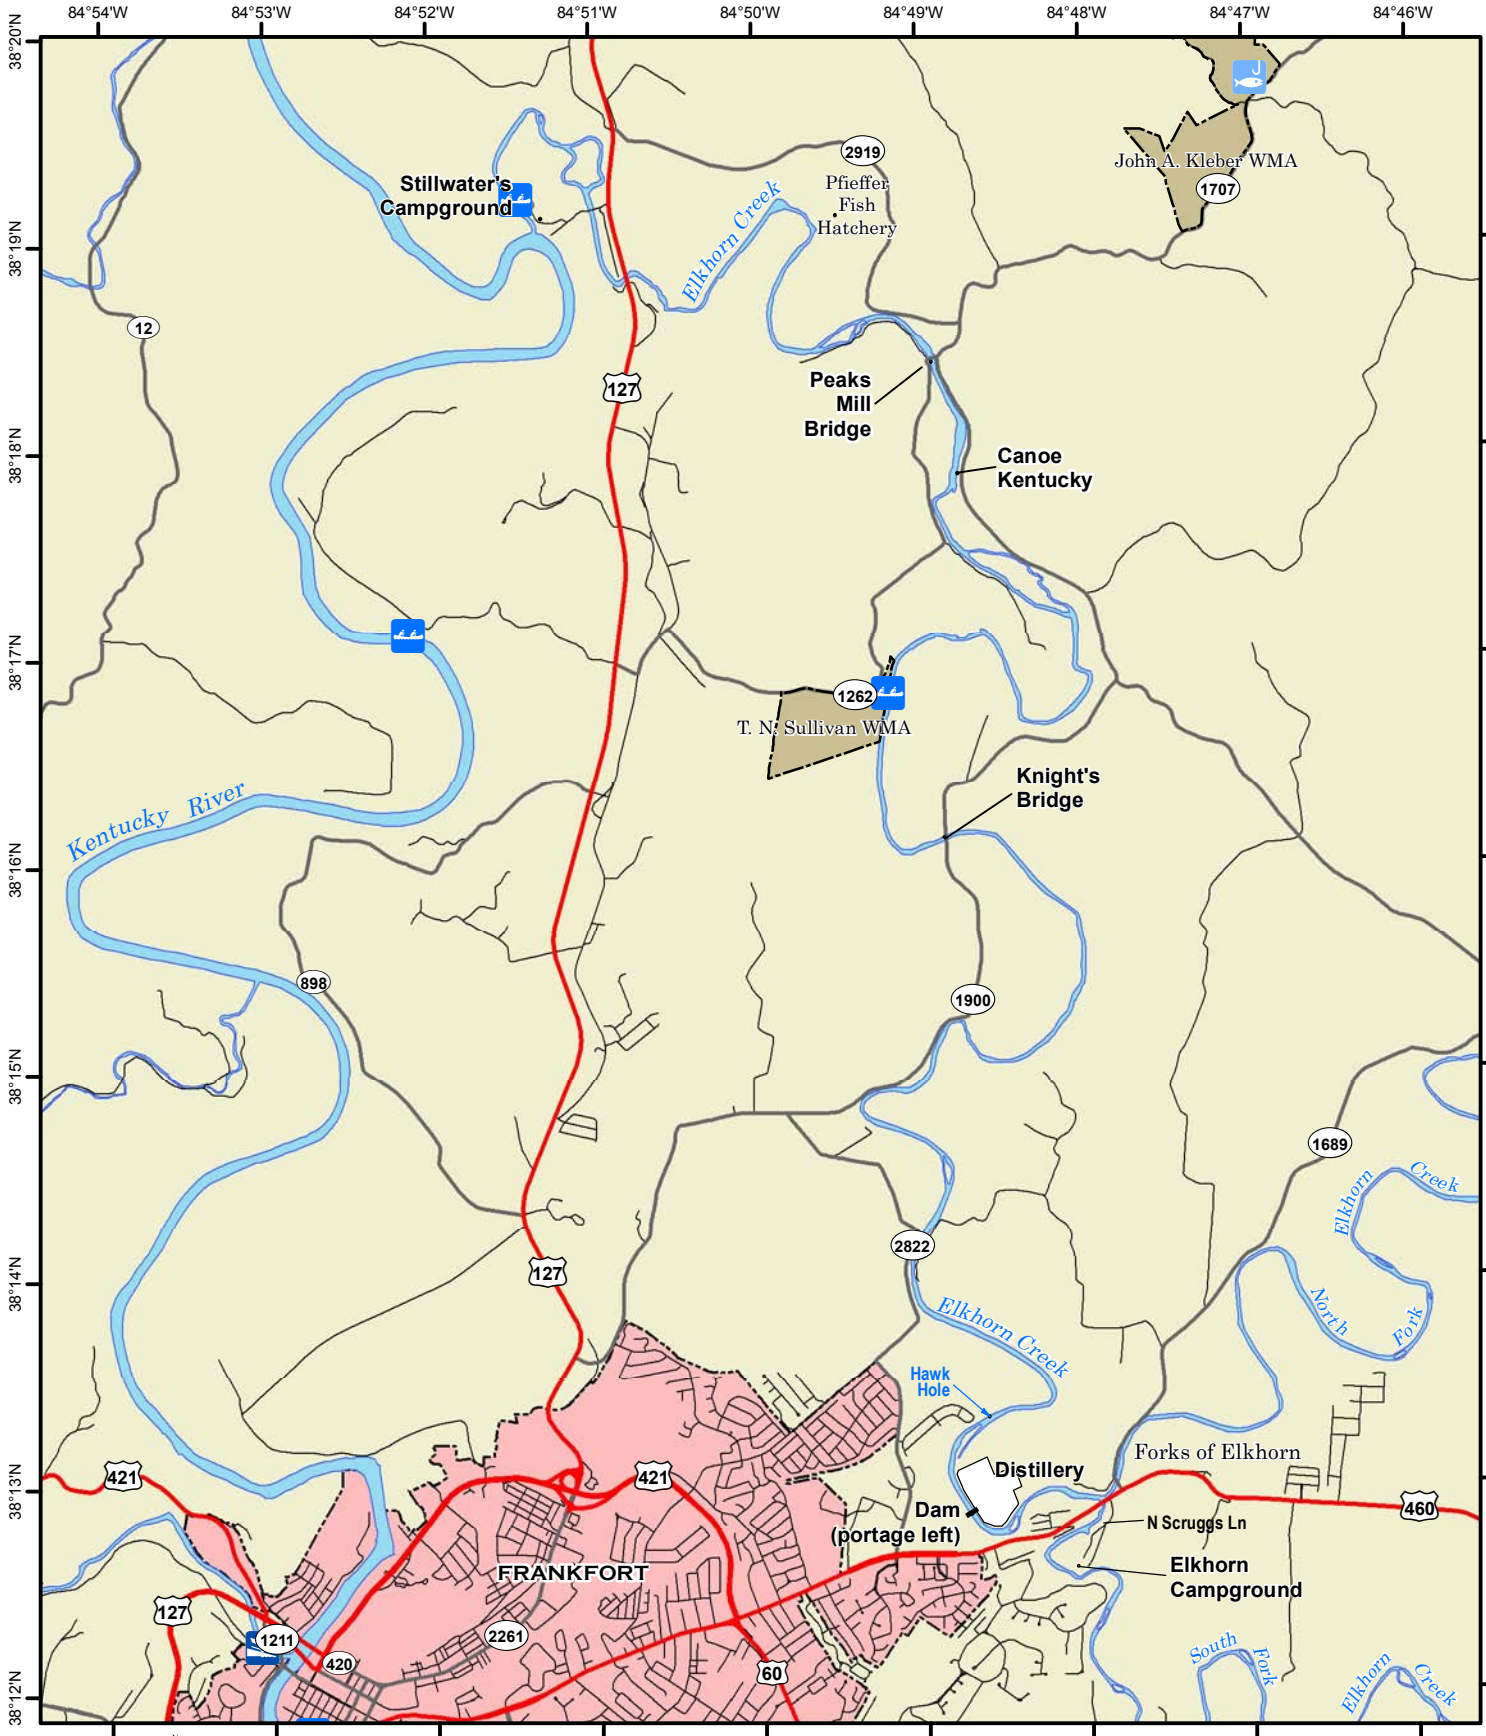 84°54'W
84°53'W
84°52'W
84°51'W
84°50'W
84°49'W
84°48'W
84°47'W
84°46'W
38°20'N
2919
John A. Kleber WMA
Stillwater's
Campground
Pfieffer
Fish
Hatchery
1707
Elkhorn Creek
38°19'N
12
127
Peaks
Mill
Bridge
38°18'N
Canoe
Kentucky
38°17'N
1262
T. N. Sullivan WMA
Knight's
Bridge
Kentucky River
38°16'N
898
1900
38°15'N
1689
Elkhorn Creek
2822
127
38°14'N
Elkhorn Creek
North Fork
Hawk
Hole
Forks of Elkhorn
421
421
Distillery
38°13'N
460
Dam
(portage left)
N Scruggs Ln
FRANKFORT
Elkhorn
Campground
127
1211
2261
420
60
South Fork
Elkhorn Creek
38°12'N